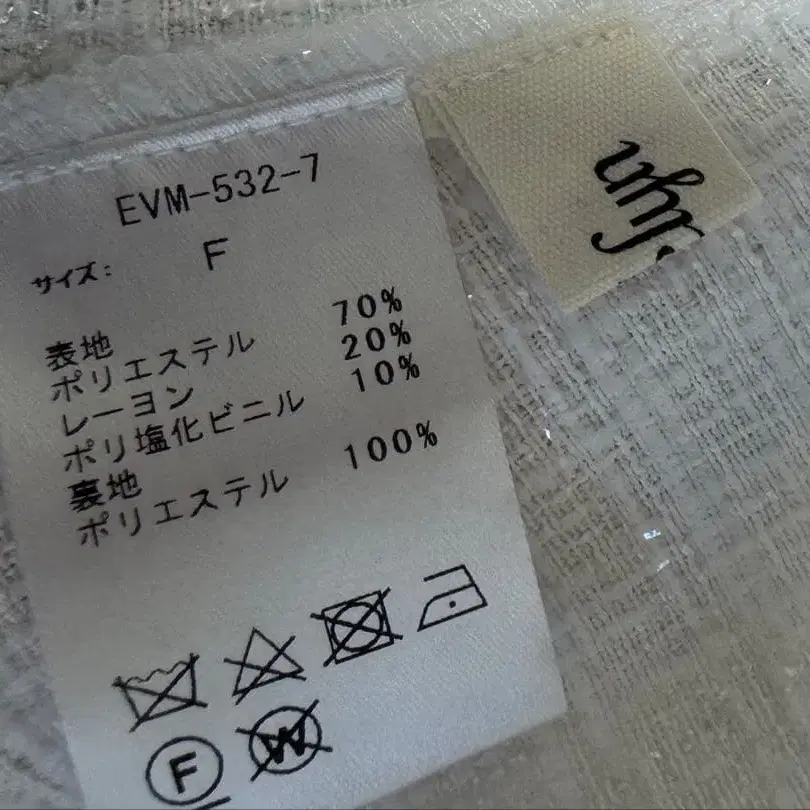 EVM-532-7
サイズ: F
表地
ポリエステル 70%
レーヨン 20%
ポリ塩化ビニル 10%
裏地
ポリエステル 100%
F
W